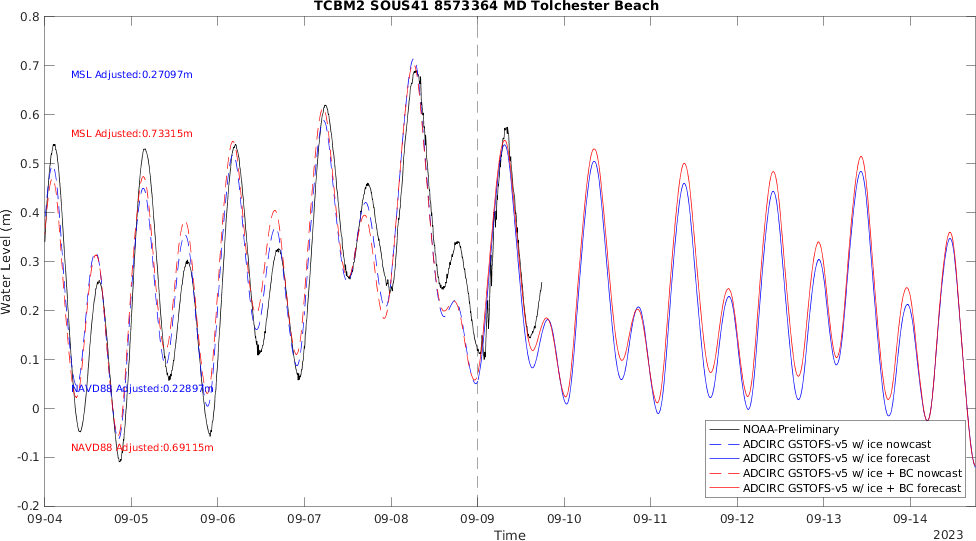 TCBM2 SOUS41 8573364 MD Tolchester Beach
Water Level (m)
0.8
0.7
0.6
0.5
0.4
0.3
0.2
0.1
0
-0.1
-0.2
MSL Adjusted:0.27097m
MSL Adjusted:0.73315m
NAVD88 Adjusted:0.22897m
NAVD88 Adjusted:0.69115m
NOAA-Preliminary
ADCIRC GSTOFS-v5 w/ ice nowcast
ADCIRC GSTOFS-v5 w/ ice forecast
ADCIRC GSTOFS-v5 w/ ice + BC nowcast
ADCIRC GSTOFS-v5 w/ ice + BC forecast
09-04 09-05 09-06 09-07 09-08 09-09 09-10 09-11 09-12 09-13 09-14
Time
2023